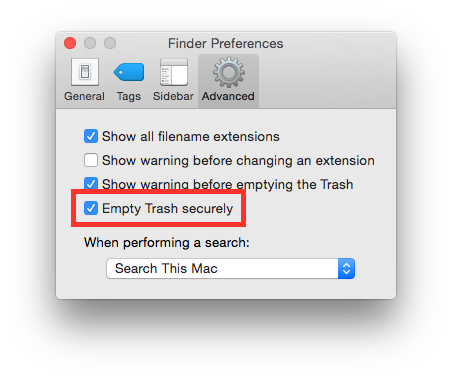 Finder Preferences
General Tags Sidebar Advanced
Show all filename extensions
Show warning before changing an extension
Show warning before emptying the Trash
Empty Trash securely
When performing a search:
Search This Mac